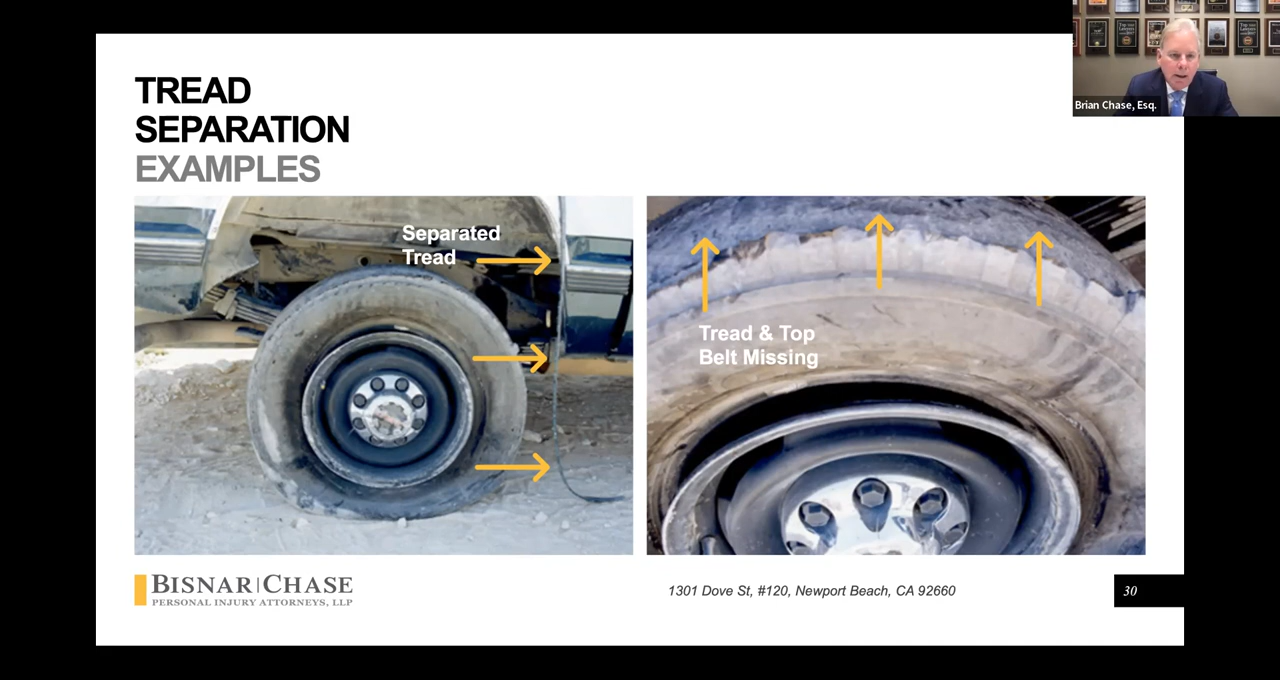 Brian Chase, Esq.
TREAD
SEPARATION
EXAMPLES
Separated
Tread
Tread & Top
Belt Missing
BISNAR|CHASE
PERSONAL INJURY ATTORNEYS, LLP
1301 Dove St, #120, Newport Beach, CA 92660
30